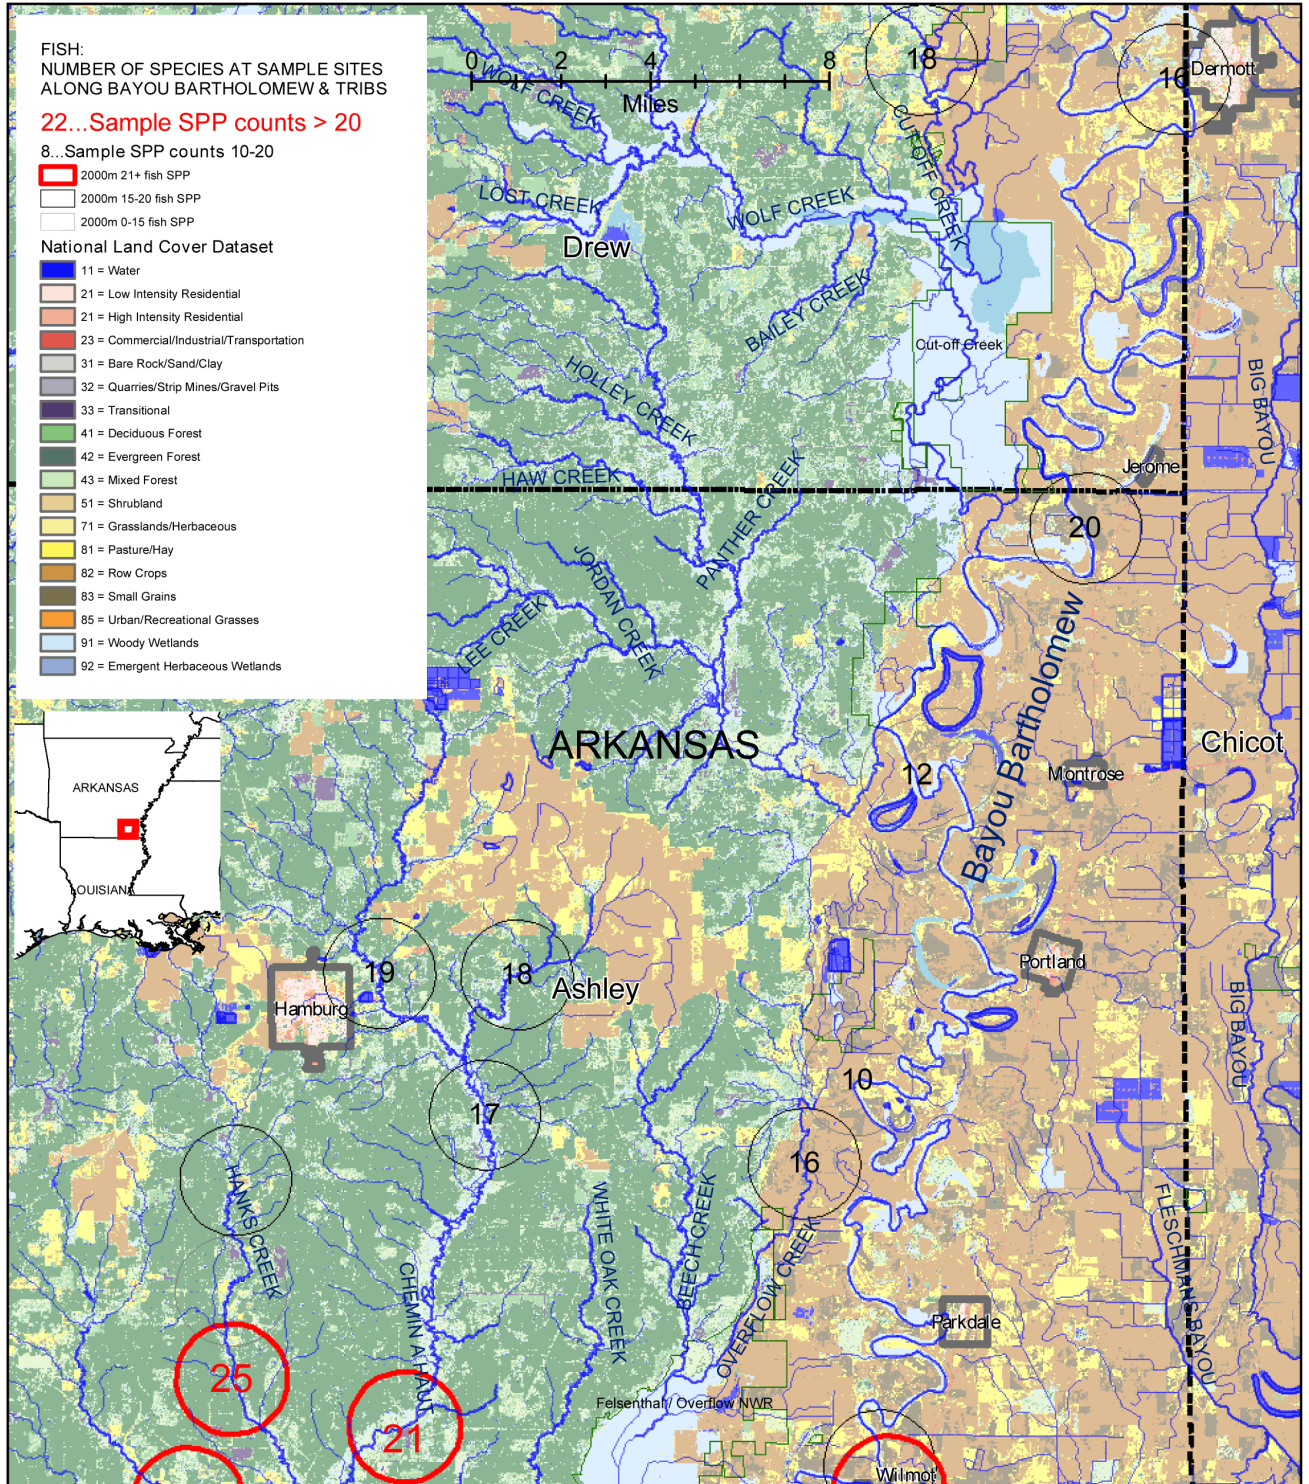 FISH:
NUMBER OF SPECIES AT SAMPLE SITES
ALONG BAYOU BARTHOLOMEW & TRIBS
22...Sample SPP counts > 20
8...Sample SPP counts 10-20
2000m 21+ fish SPP
2000m 15-20 fish SPP
2000m 0-15 fish SPP
National Land Cover Dataset
11 = Water
21 = Low Intensity Residential
21 = High Intensity Residential
23 = Commercial/Industrial/Transportation
31 = Bare Rock/Sand/Clay
32 = Quarries/Strip Mines/Gravel Pits
33 = Transitional
41 = Deciduous Forest
42 = Evergreen Forest
43 = Mixed Forest
51 = Shrubland
71 = Grasslands/Herbaceous
81 = Pasture/Hay
82 = Row Crops
83 = Small Grains
85 = Urban/Recreational Grasses
91 = Woody Wetlands
92 = Emergent Herbaceous Wetlands
ARKANSAS
LOUISIANA
0 2 4 8
Miles
WOLF CREEK
18
16
Dermott
CUT-OFF CREEK
LOST CREEK
WOLF CREEK
Drew
BAILEY CREEK
Cut-off Creek
HOLLEY CREEK
BIG BAYOU
HAW CREEK
PANTHER CREEK
Jerome
20
JORDAN CREEK
LEE CREEK
Bayou Bartholomew
ARKANSAS
12
Montrose
Chicot
19
18
Ashley
Hamburg
Portland
BIG BAYOU
10
17
16
HANKS CREEK
WHITE OAK CREEK
BEECH CREEK
OVERFLOW CREEK
CHEMIN A HAUT
FLESCHMANS BAYOU
Parkdale
25
21
Felsenthal / Overflow NWR
Wilmot